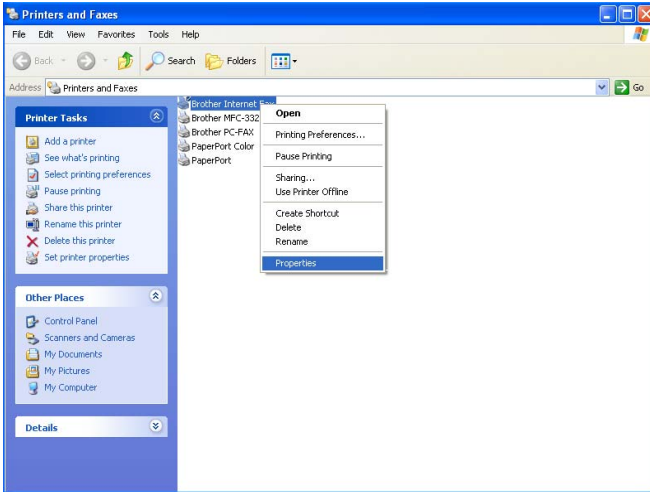 Printers and Faxes
File Edit View Favorites Tools Help
Back Search Folders
Address Printers and Faxes Go
Printer Tasks
Add a printer
See what's printing
Select printing preferences
Pause printing
Share this printer
Rename this printer
Delete this printer
Set printer properties
Other Places
Control Panel
Scanners and Cameras
My Documents
My Pictures
My Computer
Details
Brother Internet Fax
Brother MFC-332
Brother PC-FAX
PaperPort Color
PaperPort
Open
Printing Preferences...
Pause Printing
Sharing...
Use Printer Offline
Create Shortcut
Delete
Rename
Properties